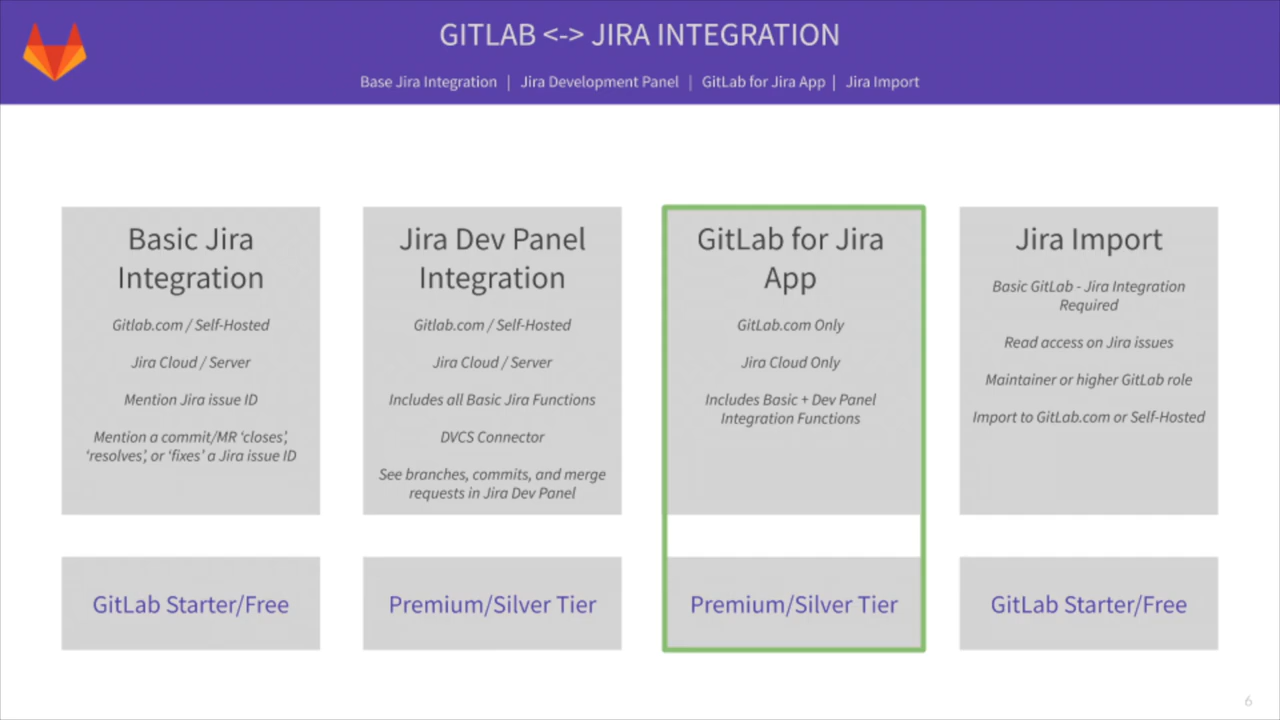 GITLAB <-> JIRA INTEGRATION
Base Jira Integration | Jira Development Panel | GitLab for Jira App | Jira Import
Basic Jira
Integration
Gitlab.com / Self-Hosted
Jira Cloud / Server
Mention Jira issue ID
Mention a commit/MR ‘closes’,
‘resolves’, or ‘fixes’ a Jira issue ID
GitLab Starter/Free
Jira Dev Panel
Integration
Gitlab.com / Self-Hosted
Jira Cloud / Server
Includes all Basic Jira Functions
DVCS Connector
See branches, commits, and merge
requests in Jira Dev Panel
Premium/Silver Tier
GitLab for Jira
App
GitLab.com Only
Jira Cloud Only
Includes Basic + Dev Panel
Integration Functions
Premium/Silver Tier
Jira Import
Basic GitLab - Jira Integration
Required
Read access on Jira issues
Maintainer or higher GitLab role
Import to GitLab.com or Self-Hosted
GitLab Starter/Free
6